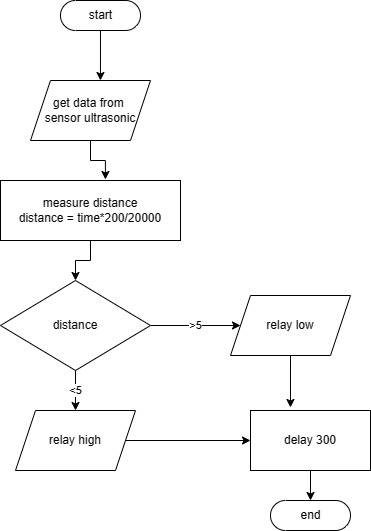 start
get data from
sensor ultrasonic
measure distance
distance = time*200/20000
distance
>5
relay low
<5
relay high
delay 300
end